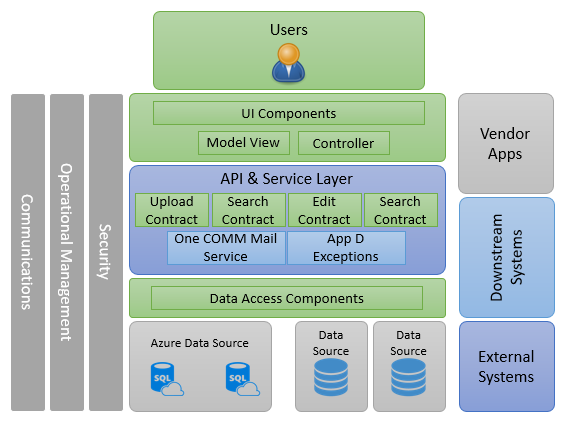 Users
UI Components
Model View
Controller
API & Service Layer
Upload
Contract
Search
Contract
Edit
Contract
Search
Contract
One COMM Mail
Service
App D
Exceptions
Data Access Components
Azure Data Source
SQL
SQL
Data
Source
Data
Source
Communications
Operational Management
Security
Vendor
Apps
Downstream
Systems
External
Systems